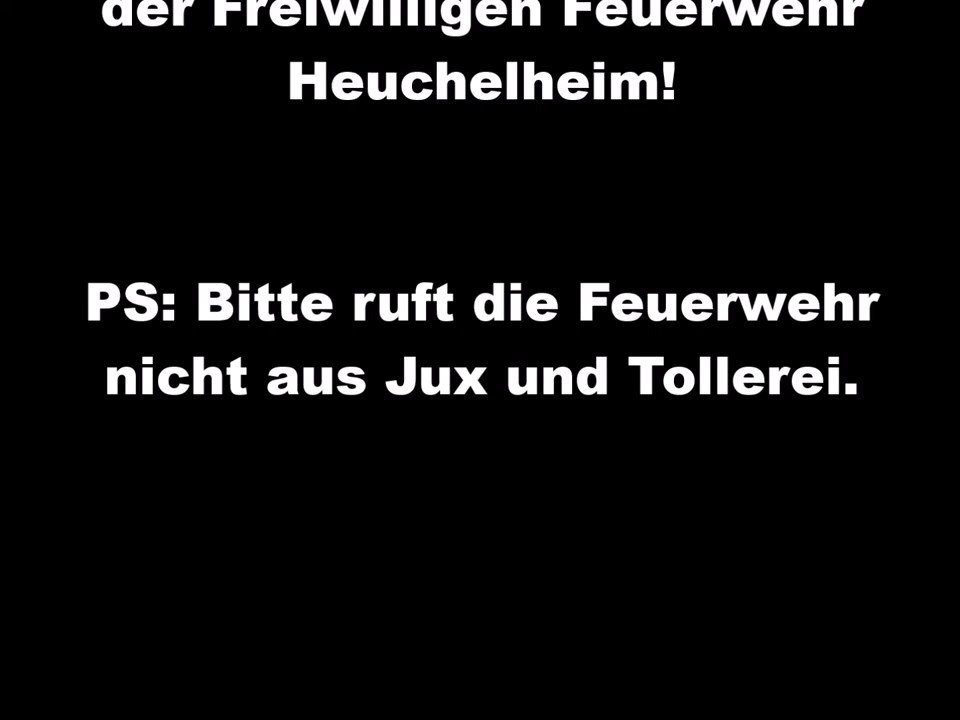 der Freiwilligen Feuerwehr
Heuchelheim!
PS: Bitte ruft die Feuerwehr
nicht aus Jux und Tollerei.